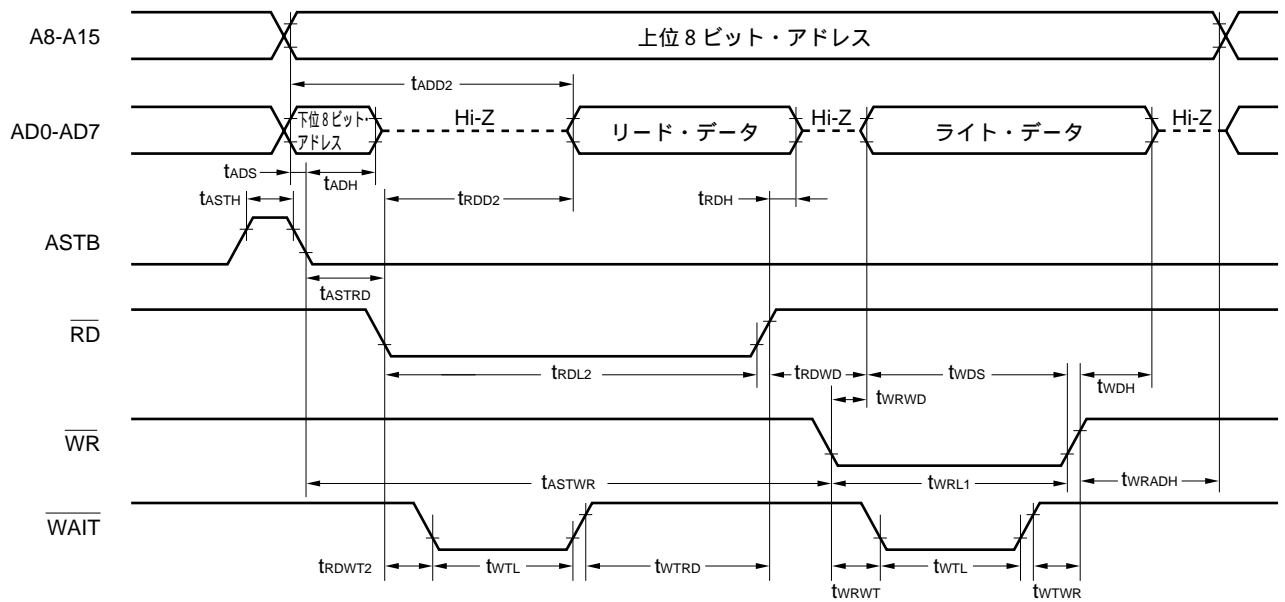 A8-A15
上位8ビット・アドレス
tADD2
AD0-AD7
下位8ビット・
アドレス
Hi-Z
リード・データ
Hi-Z
ライト・データ
Hi-Z
tADS
tADH
tASTH
tRDD2
tRDH
ASTB
tASTRD
RD
tRDL2
tRDWD
tWDS
tWDH
tWRWD
WR
tASTWR
tWRL1
tWRADH
WAIT
tRDWT2
tWTL
tWTRD
tWRWT
tWTL
tWTWR